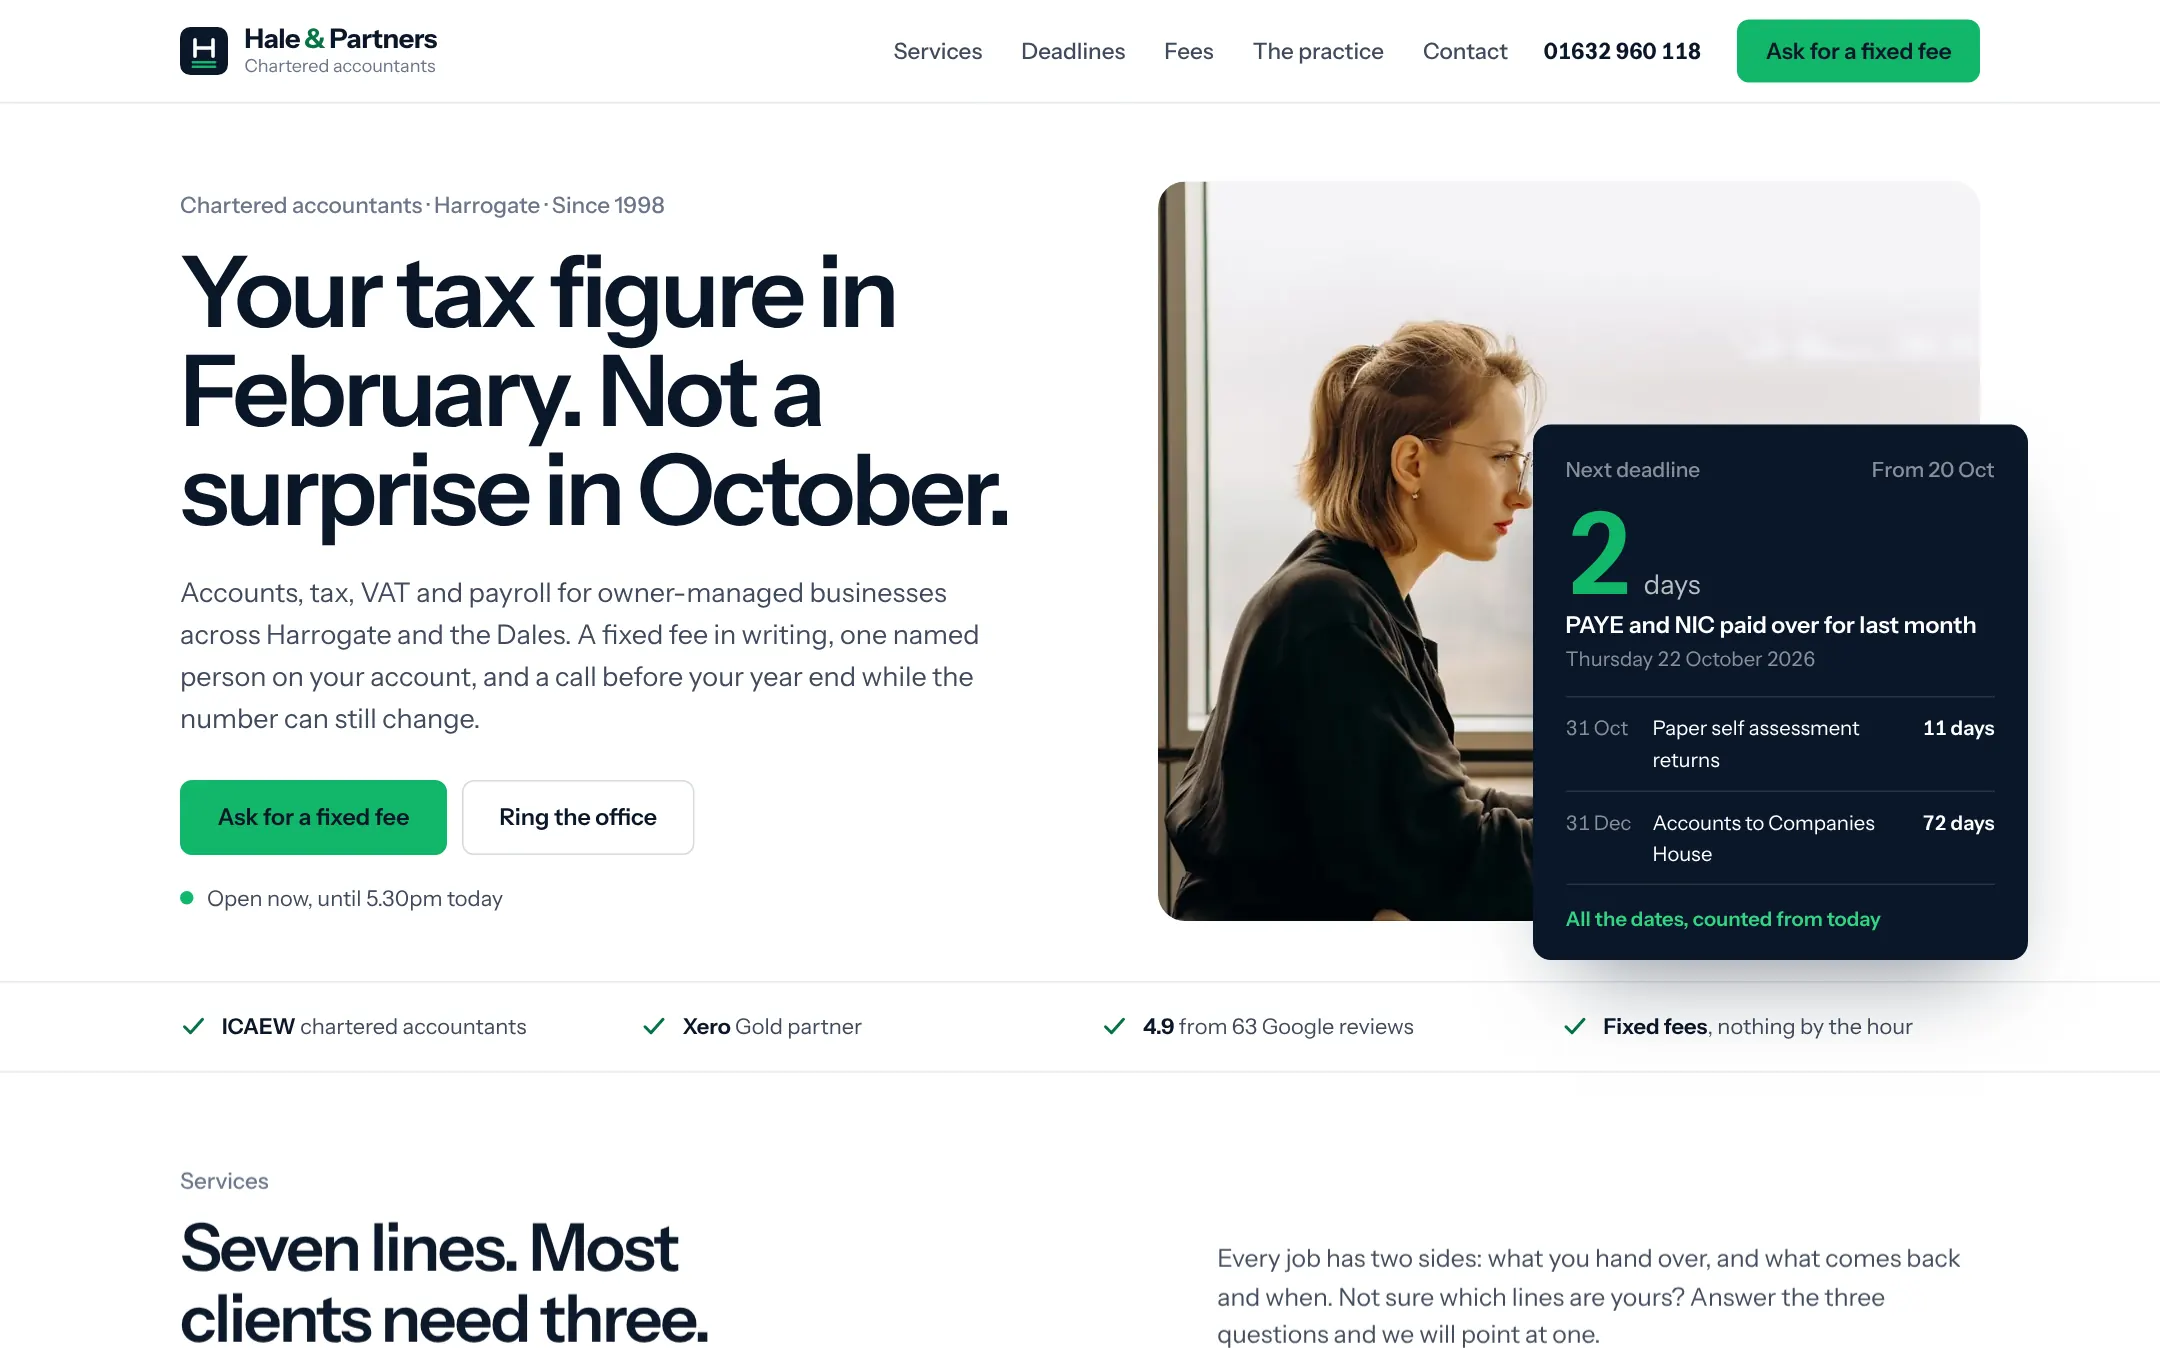 Hale & Partners
Chartered accountants
Services
Deadlines
Fees
The practice
Contact
01632 960 118
Ask for a fixed fee
Chartered accountants · Harrogate · Since 1998
Your tax figure in
February. Not a
surprise in October.
Accounts, tax, VAT and payroll for owner-managed businesses
across Harrogate and the Dales. A fixed fee in writing, one named
person on your account, and a call before your year end while the
number can still change.
Ask for a fixed fee
Ring the office
Open now, until 5.30pm today
Next deadline
From 20 Oct
2 days
PAYE and NIC paid over for last month
Thursday 22 October 2026
31 Oct
Paper self assessment
returns
11 days
31 Dec
Accounts to Companies
House
72 days
All the dates, counted from today
ICAEW chartered accountants
Xero Gold partner
4.9 from 63 Google reviews
Fixed fees, nothing by the hour
Services
Seven lines. Most
clients need three.
Every job has two sides: what you hand over, and what comes back
and when. Not sure which lines are yours? Answer the three
questions and we will point at one.